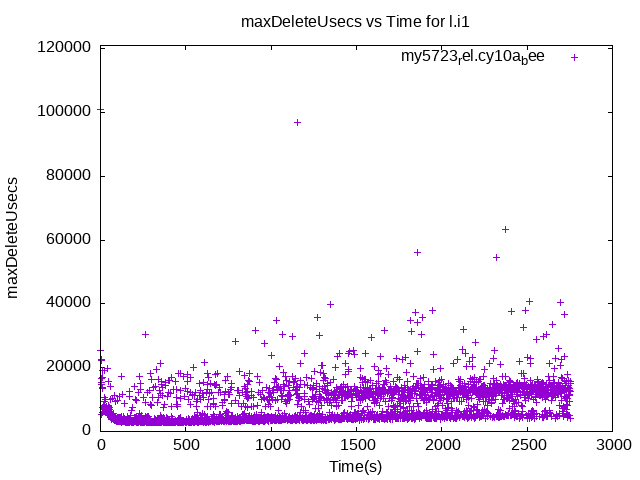 maxDeleteUsecs vs Time for l.i1
my5723rel.cy10abee
120000
100000
80000
60000
40000
20000
0
maxDeleteUsecs
0 500 1000 1500 2000 2500 3000
Time(s)